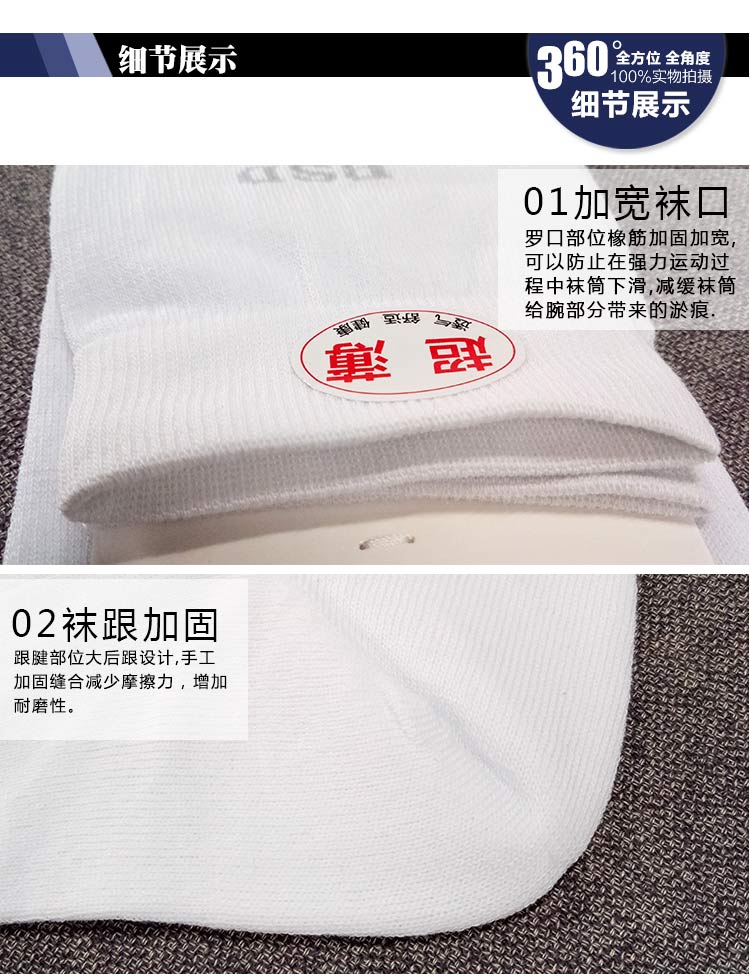 细节展示
360°全方位 全角度
100%实物拍摄
细节展示
01加宽袜口
罗口部位橡筋加固加宽,
可以防止在强力运动过
程中袜筒下滑,减缓袜筒
给腕部分带来的淤痕.
超薄
透气 舒适 健康
02袜跟加固
跟腱部位大后跟设计,手工
加固缝合减少摩擦力，增加
耐磨性。